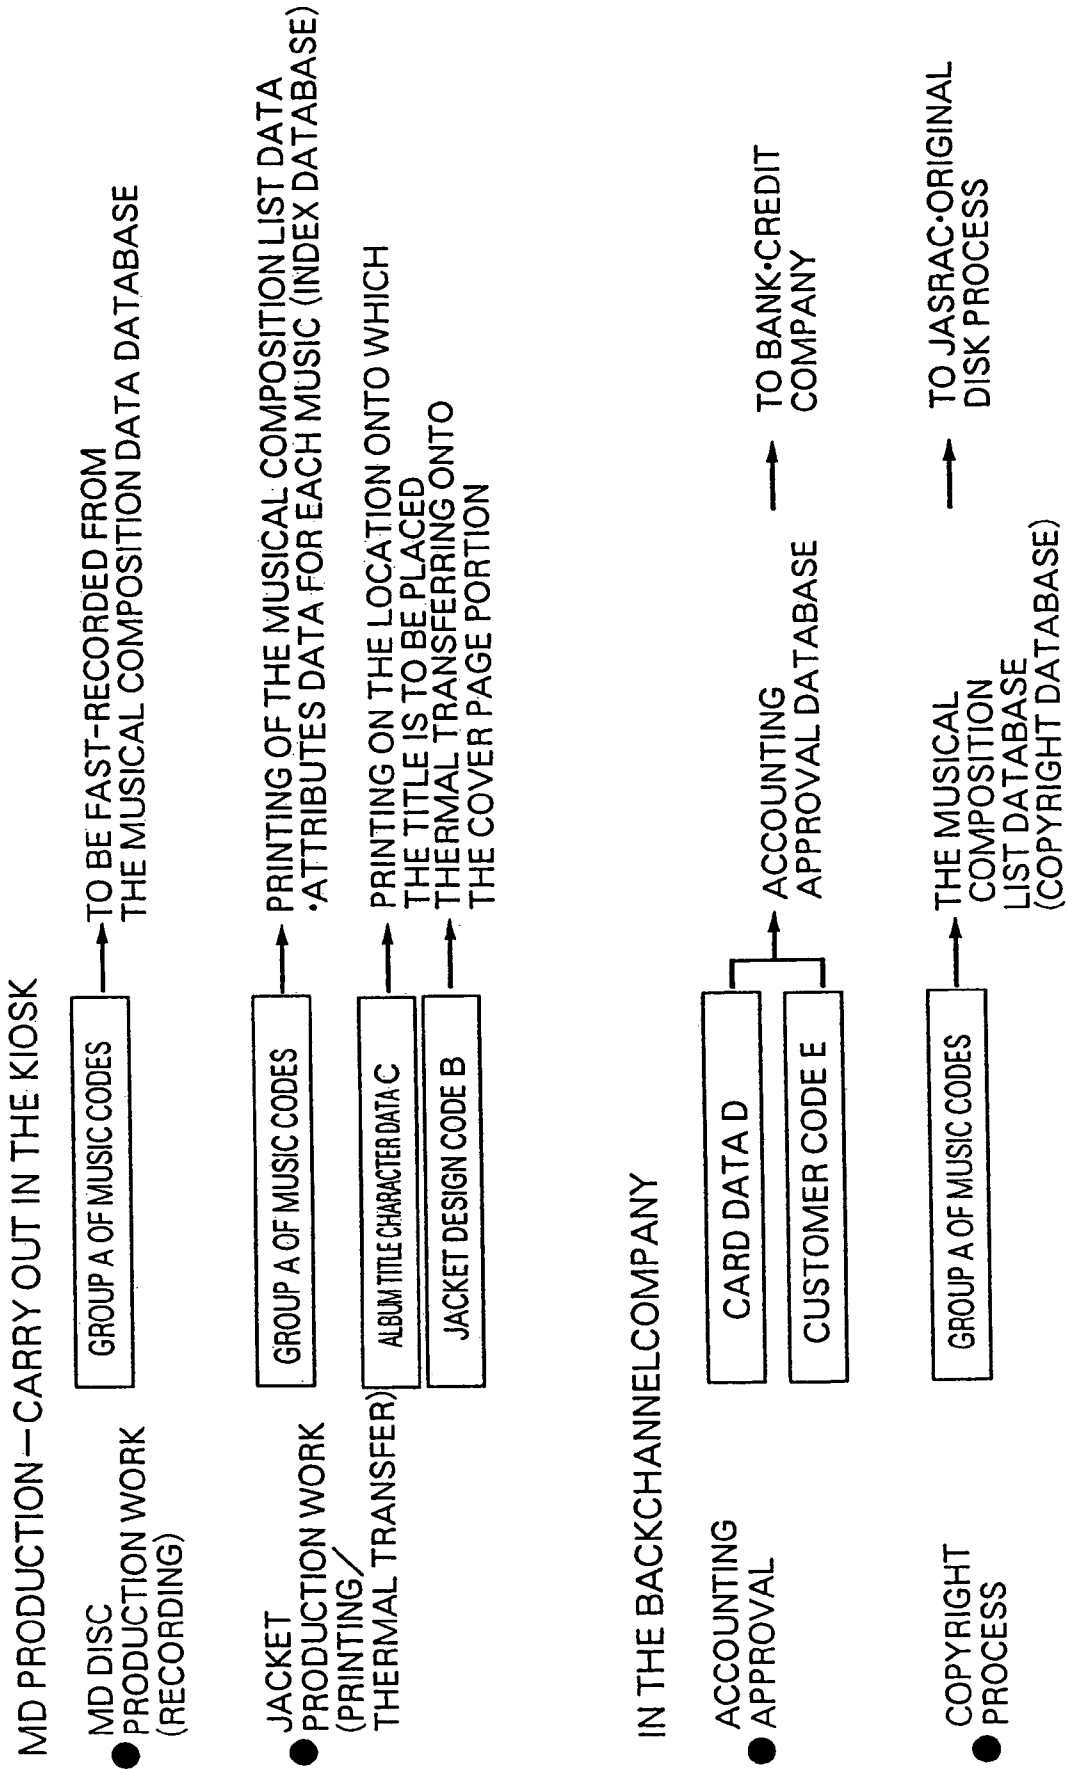 MD PRODUCTION—CARRY OUT IN THE KIOSK
MD DISC
● PRODUCTION WORK
(RECORDING)
GROUP A OF MUSIC CODES
TO BE FAST-RECORDED FROM
THE MUSICAL COMPOSITION DATA DATABASE
JACKET
● PRODUCTION WORK
(PRINTING/
THERMAL TRANSFER)
GROUP A OF MUSIC CODES
PRINTING OF THE MUSICAL COMPOSITION LIST DATA
•ATTRIBUTES DATA FOR EACH MUSIC (INDEX DATABASE)
ALBUM TITLE CHARACTER DATA C
PRINTING ON THE LOCATION ONTO WHICH
THE TITLE IS TO BE PLACED
JACKET DESIGN CODE B
THERMAL TRANSFERRING ONTO
THE COVER PAGE PORTION
IN THE BACKCHANNELCOMPANY
ACCOUNTING
● APPROVAL
CARD DATA D
CUSTOMER CODE E
ACCOUNTING
APPROVAL DATABASE
TO BANK•CREDIT
COMPANY
COPYRIGHT
● PROCESS
GROUP A OF MUSIC CODES
THE MUSICAL
COMPOSITION
LIST DATABASE
(COPYRIGHT DATABASE)
TO JASRAC•ORIGINAL
DISK PROCESS